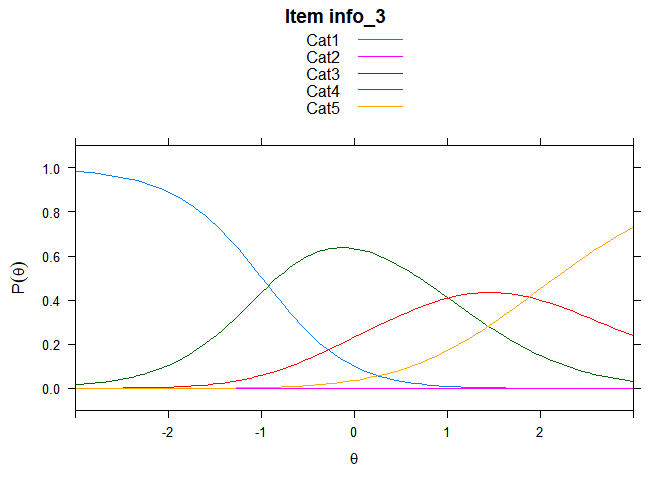 Item info_3
Cat1
Cat2
Cat3
Cat4
Cat5
1.0
0.8
0.6
0.4
0.2
0.0
P(θ)
-2 -1 0 1 2
θ